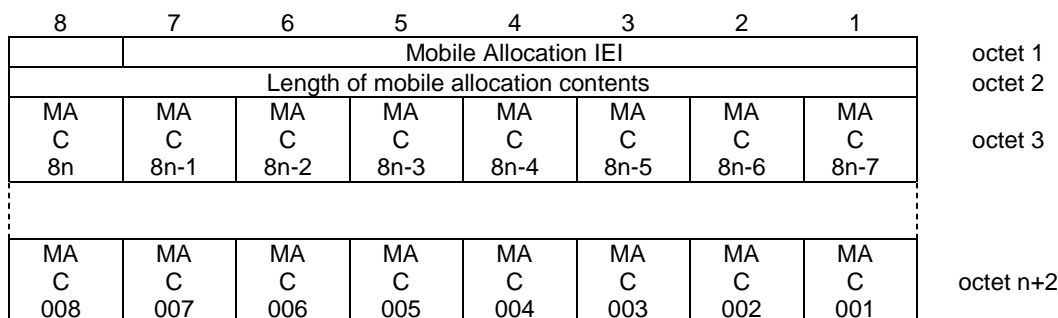 8 7 6 5 4 3 2 1
Mobile Allocation IEI octet 1
Length of mobile allocation contents octet 2
MA MA MA MA MA MA MA MA
C C C C C C C C octet 3
8n 8n-1 8n-2 8n-3 8n-4 8n-5 8n-6 8n-7
MA MA MA MA MA MA MA MA
C C C C C C C C octet n+2
008 007 006 005 004 003 002 001